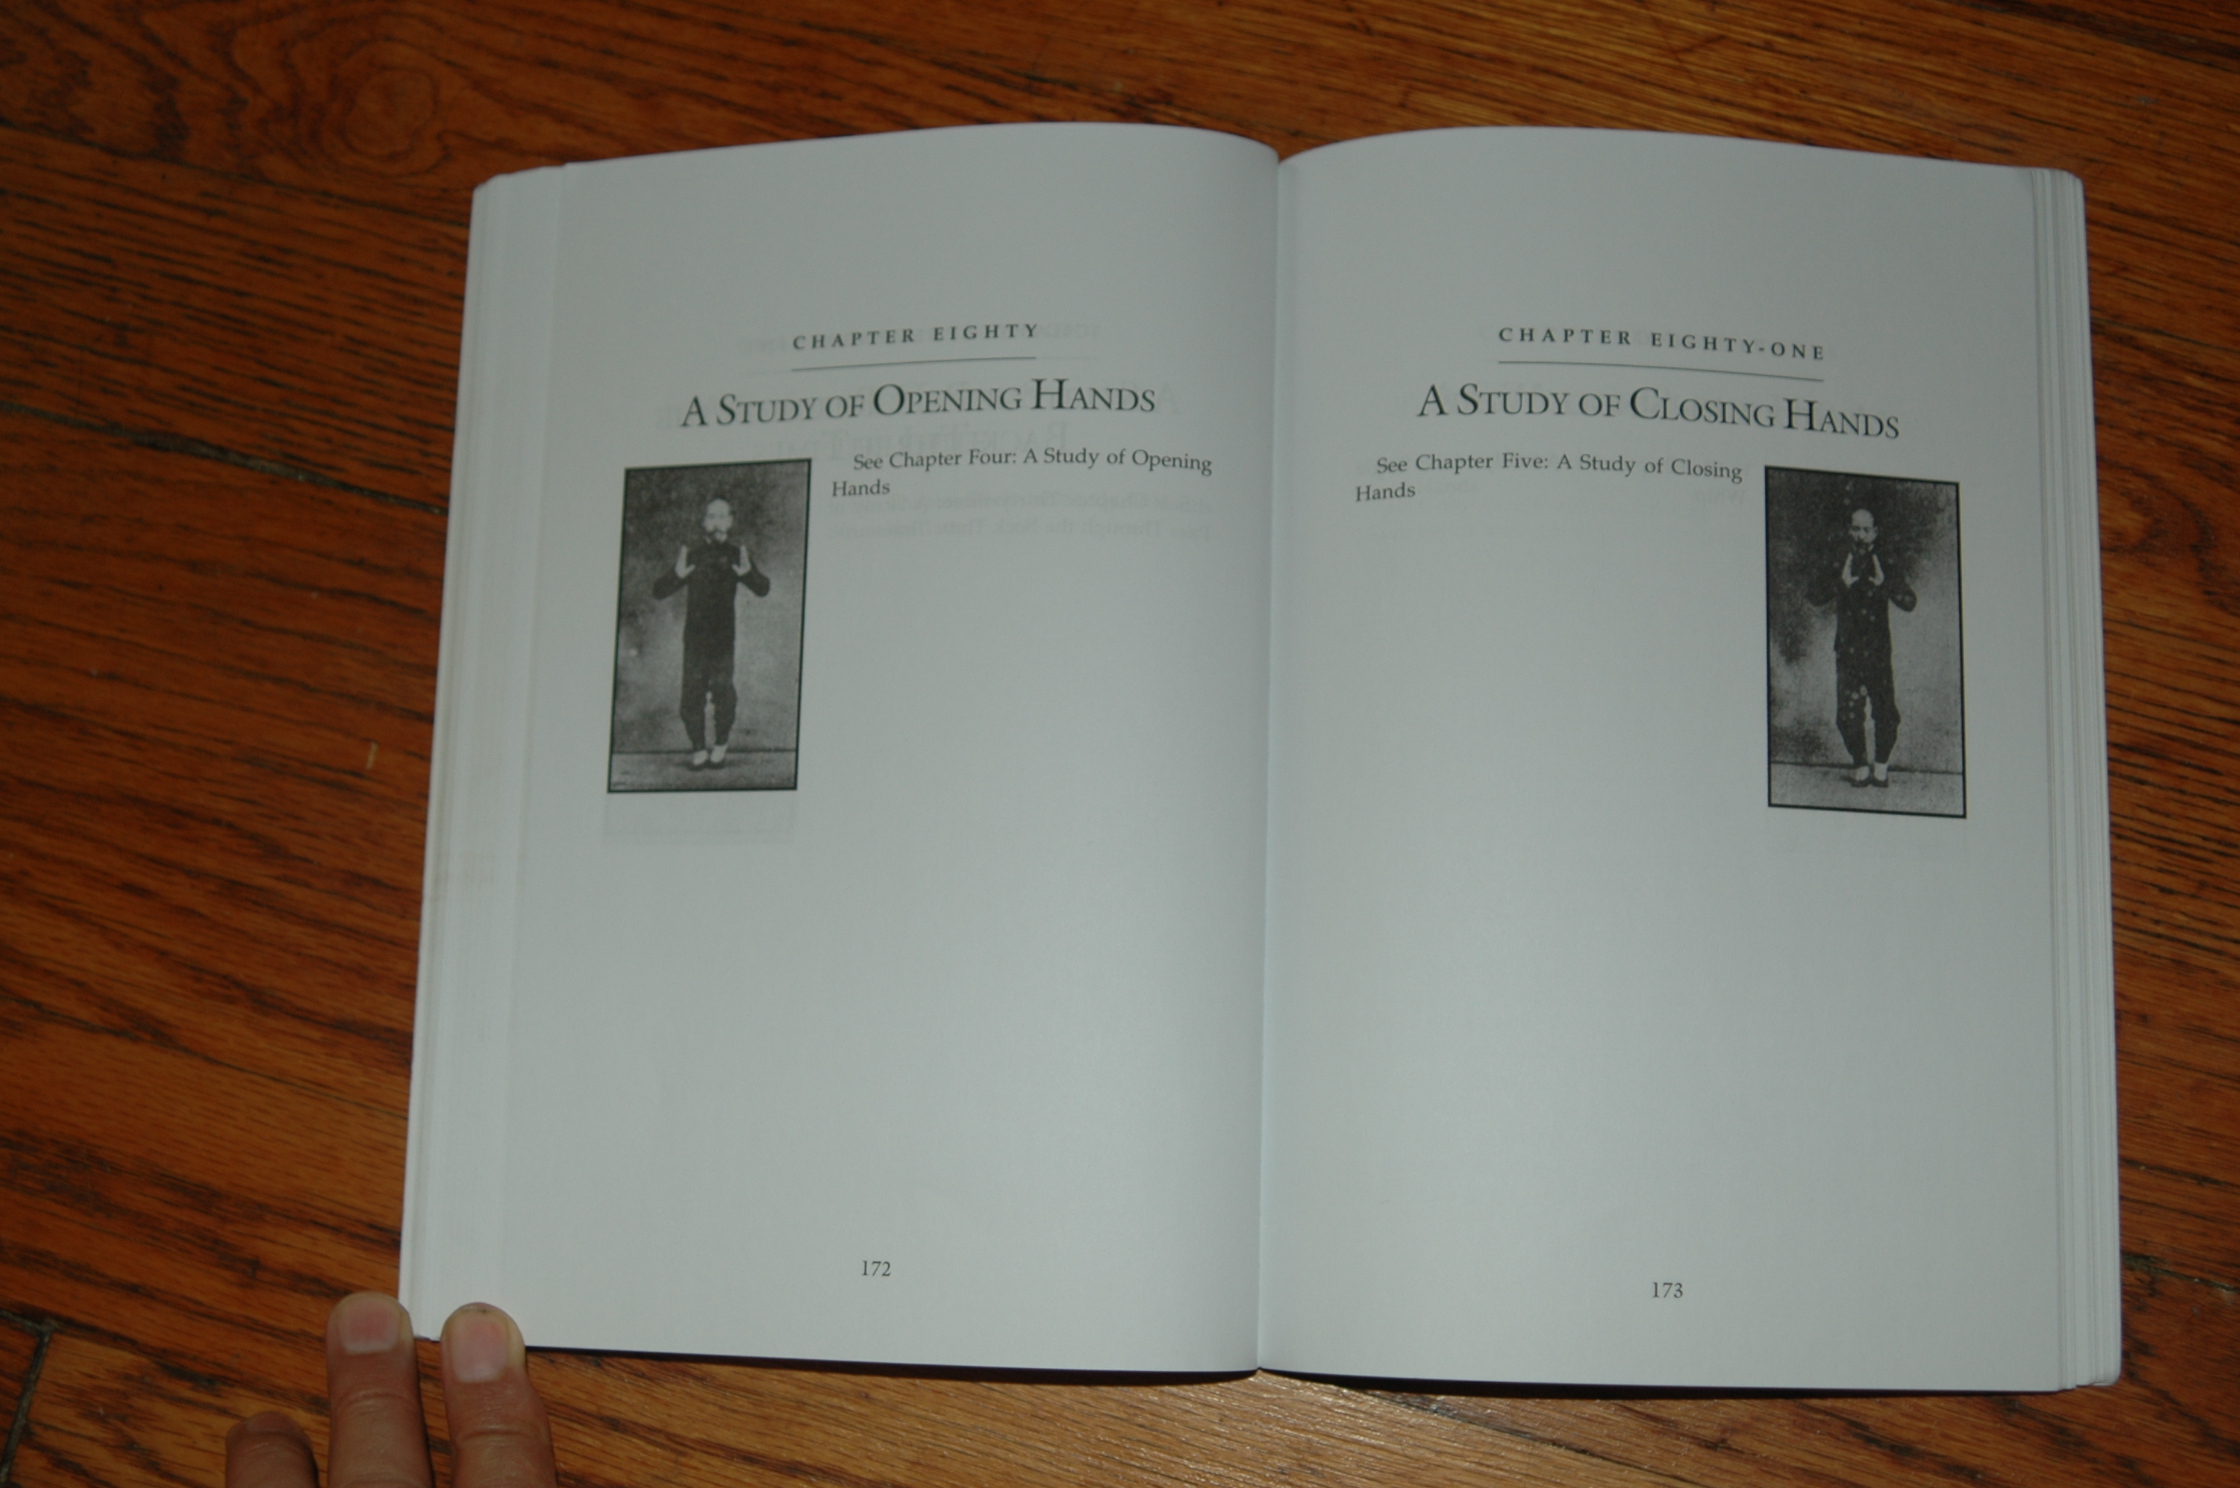 CHAPTER EIGHTY
A STUDY OF OPENING HANDS
See Chapter Four: A Study of Opening
Hands
172
CHAPTER EIGHTY-ONE
A STUDY OF CLOSING HANDS
See Chapter Five: A Study of Closing
Hands
173